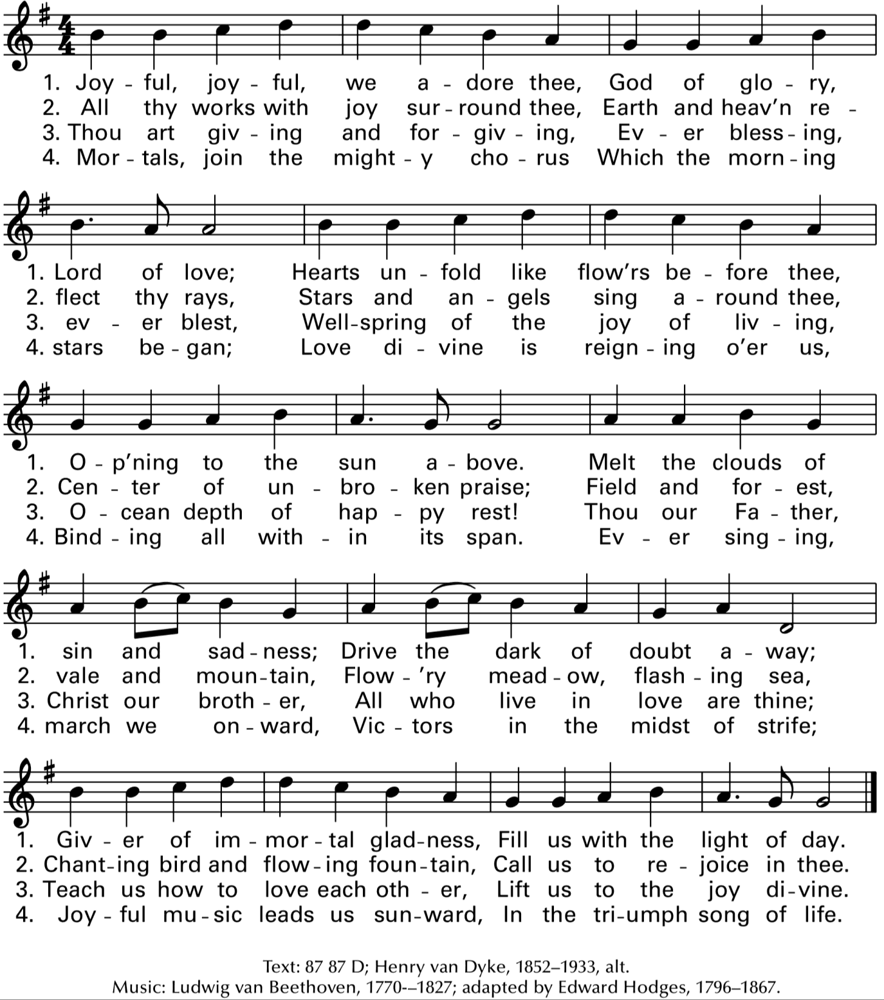 4
4
1. Joy - ful, joy - ful, we a - dore thee, God of glo - ry,
2. All thy works with joy sur - round thee, Earth and heav’n re -
3. Thou art giv - ing and for - giv - ing, Ev - er bless - ing,
4. Mor - tals, join the might - y cho - rus Which the morn - ing
1. Lord of love; Hearts un - fold like flow’rs be - fore thee,
2. flect thy rays, Stars and an - gels sing a - round thee,
3. ev - er blest, Well - spring of the joy of liv - ing,
4. stars be - gan; Love di - vine is reign - ing o’er us,
1. O - p’ning to the sun a - bove. Melt the clouds of
2. Cen - ter of un - bro - ken praise; Field and for - est,
3. O - cean depth of hap - py rest! Thou our Fa - ther,
4. Bind - ing all with - in its span. Ev - er sing - ing,
1. sin and sad - ness; Drive the dark of doubt a - way;
2. vale and moun - tain, Flow - ’ry mead - ow, flash - ing sea,
3. Christ our broth - er, All who live in love are thine;
4. march we on - ward, Vic - tors in the midst of strife;
1. Giv - er of im - mor - tal glad - ness, Fill us with the light of day.
2. Chant - ing bird and flow - ing foun - tain, Call us to re - joice in thee.
3. Teach us how to love each oth - er, Lift us to the joy di - vine.
4. Joy - ful mu - sic leads us sun - ward, In the tri - umph song of life.
Text: 87 87 D; Henry van Dyke, 1852–1933, alt.
Music: Ludwig van Beethoven, 1770-–1827; adapted by Edward Hodges, 1796–1867.